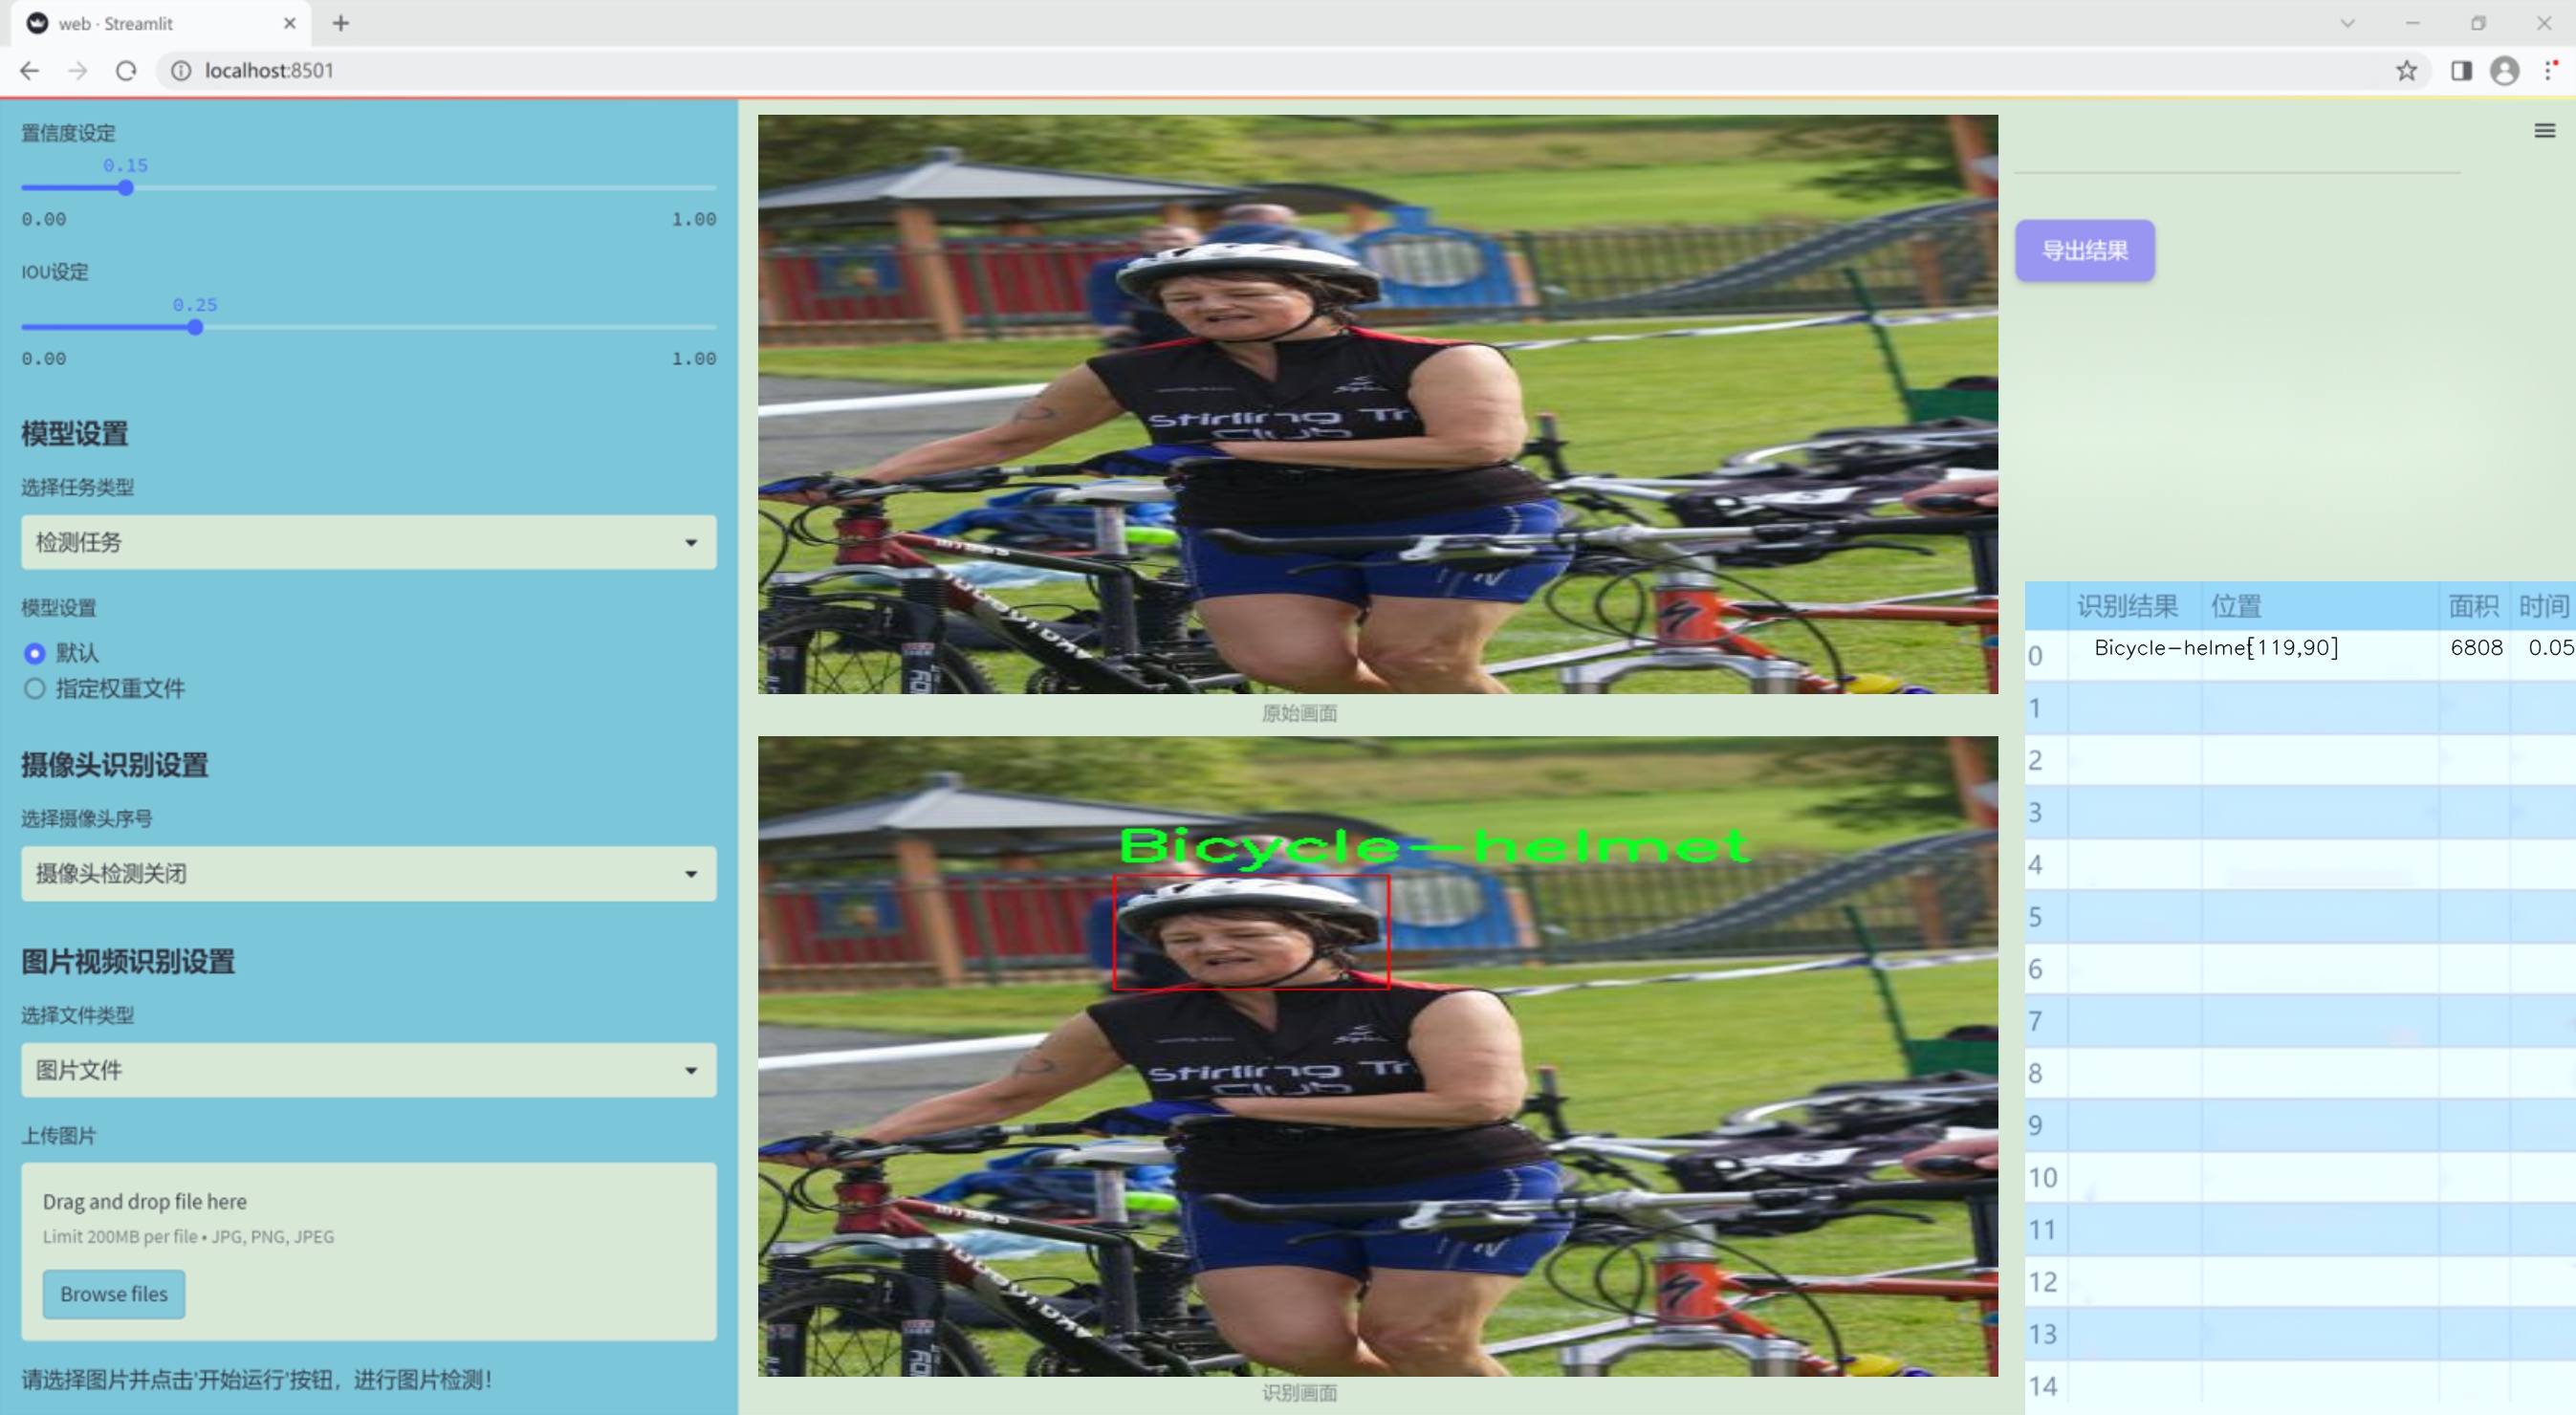 web · Streamlit
localhost:8501
置信度设定
0.15
0.00 1.00
IOU设定
0.25
0.00 1.00
模型设置
选择任务类型
检测任务
模型设置
默认
指定权重文件
摄像头识别设置
选择摄像头序号
摄像头检测关闭
图片视频识别设置
选择文件类型
图片文件
上传图片
Drag and drop file here
Limit 200MB per file • JPG, PNG, JPEG
Browse files
请选择图片并点击'开始运行'按钮，进行图片检测!
Stirling Tr
Club
原始画面
Bicycle-helmet
Stirling Tr
Club
识别画面
导出结果
识别结果 位置 面积 时间
0 Bicycle-helmet[119,90] 6808 0.05
1
2
3
4
5
6
7
8
9
10
11
12
13
14